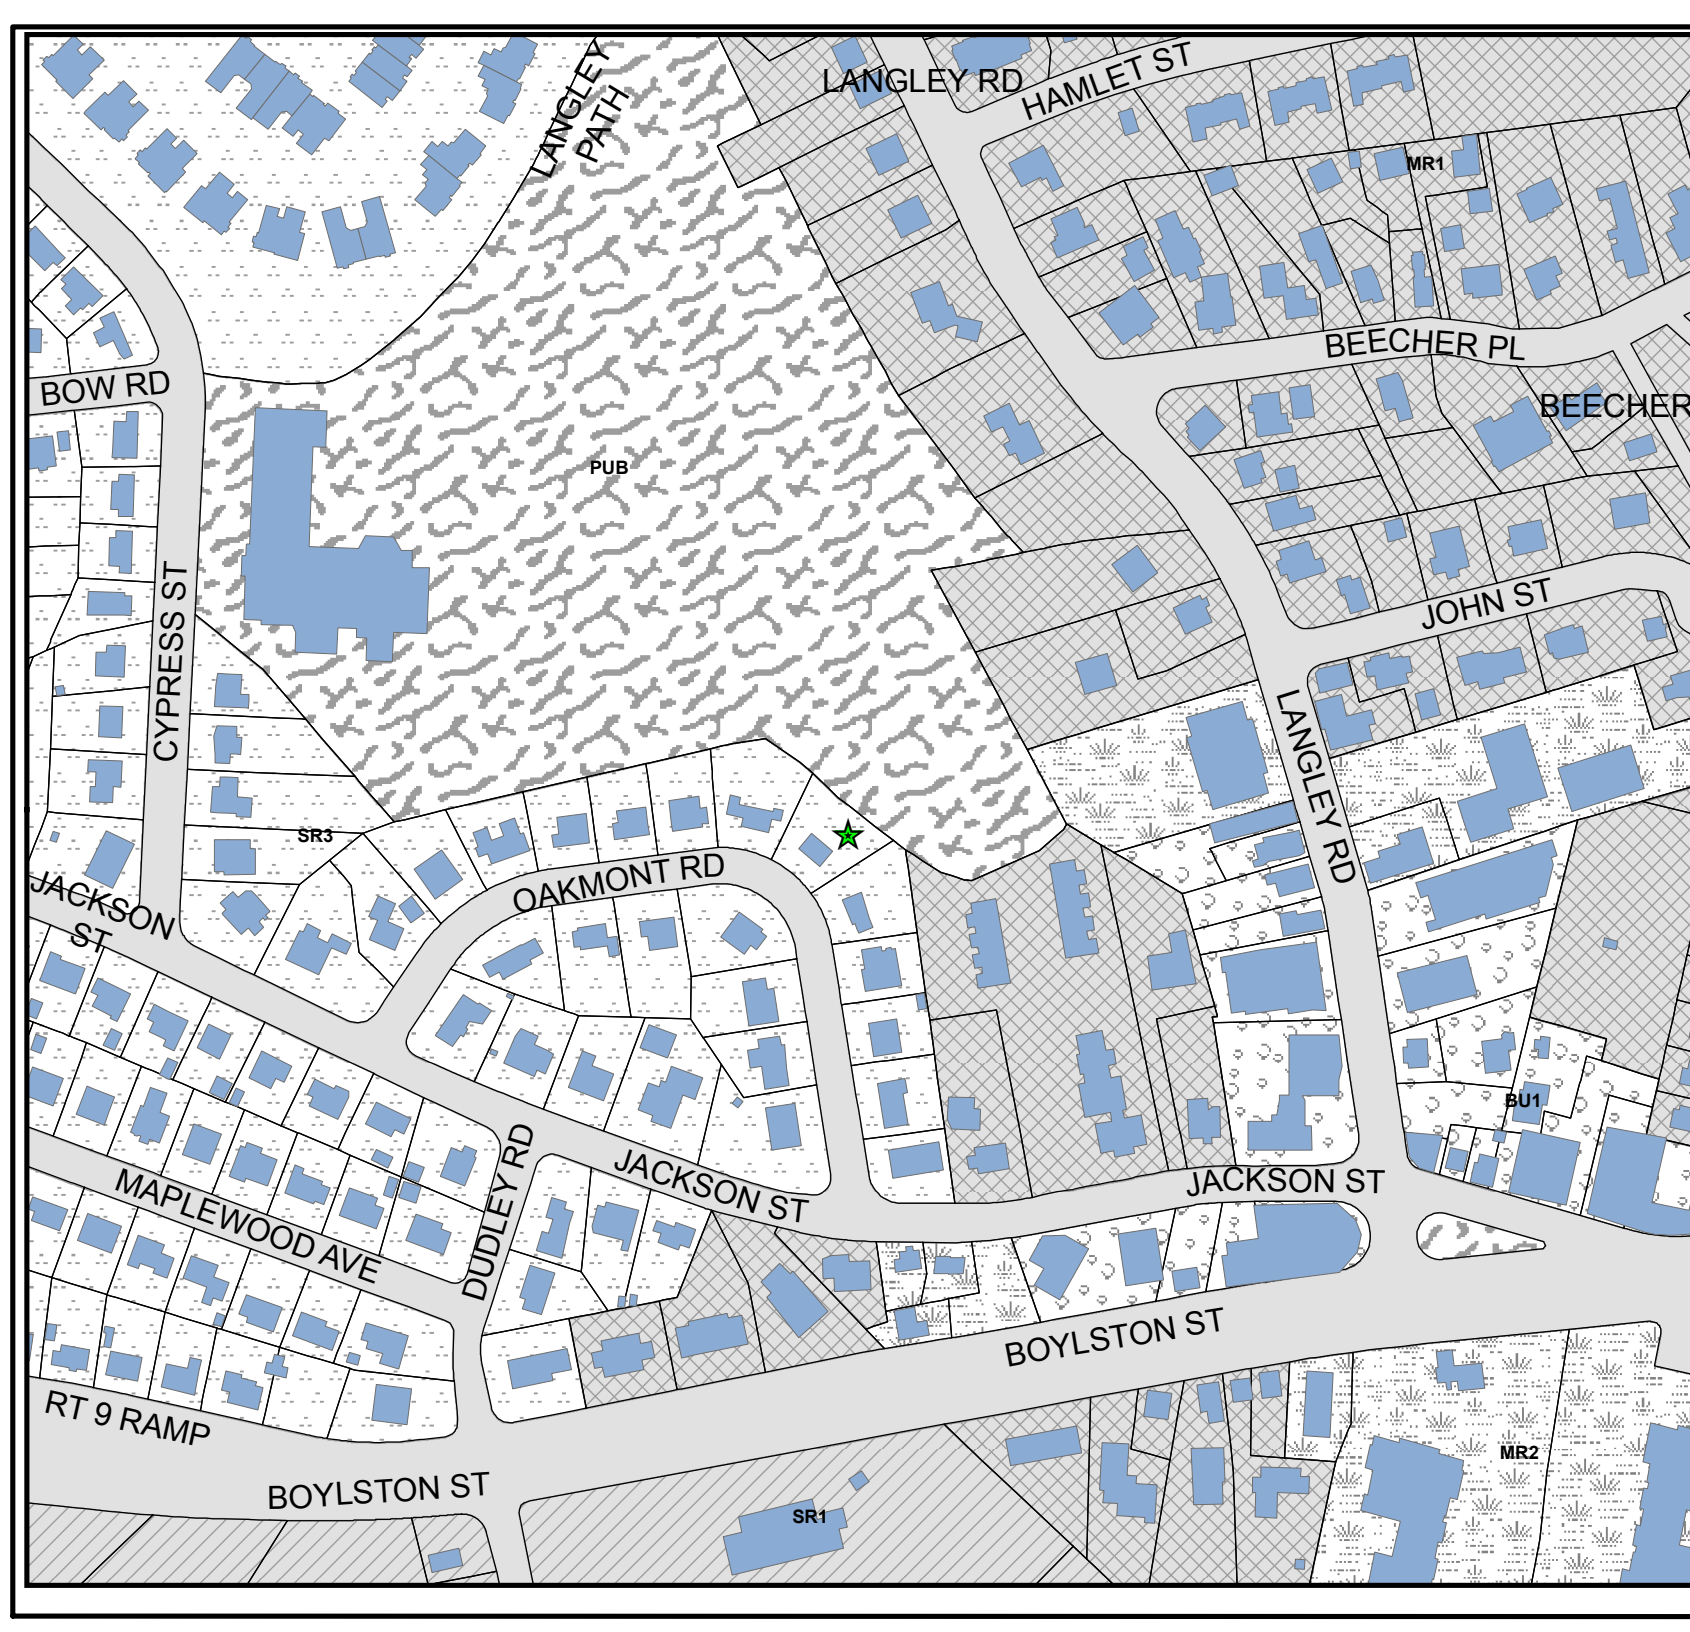 LANGLEY
PATH
LANGLEY RD
HAMLET ST
MR1
BEECHER PL
BOW RD
BEECHER
PUB
CYPRESS ST
JOHN ST
LANGLEY RD
SR3
OAKMONT RD
JACKSON
ST
BU1
DUDLEY RD
JACKSON ST
JACKSON ST
MAPLEWOOD AVE
BOYLSTON ST
RT 9 RAMP
MR2
BOYLSTON ST
SR1